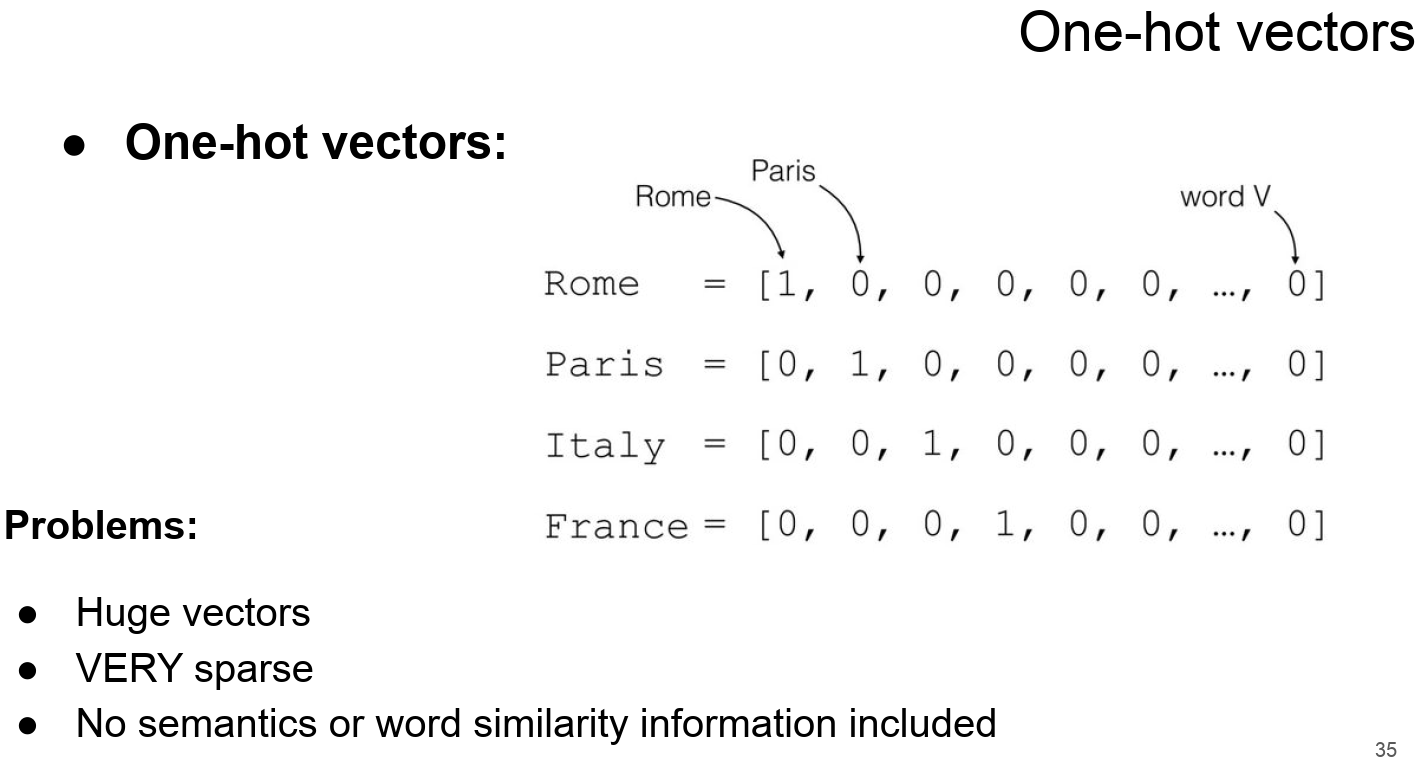 One-hot vectors
● One-hot vectors:
Paris
Rome
word V
Rome = [1, 0, 0, 0, 0, 0, …, 0]
Paris = [0, 1, 0, 0, 0, 0, …, 0]
Italy = [0, 0, 1, 0, 0, 0, …, 0]
France = [0, 0, 0, 1, 0, 0, …, 0]
Problems:
● Huge vectors
● VERY sparse
● No semantics or word similarity information included
35